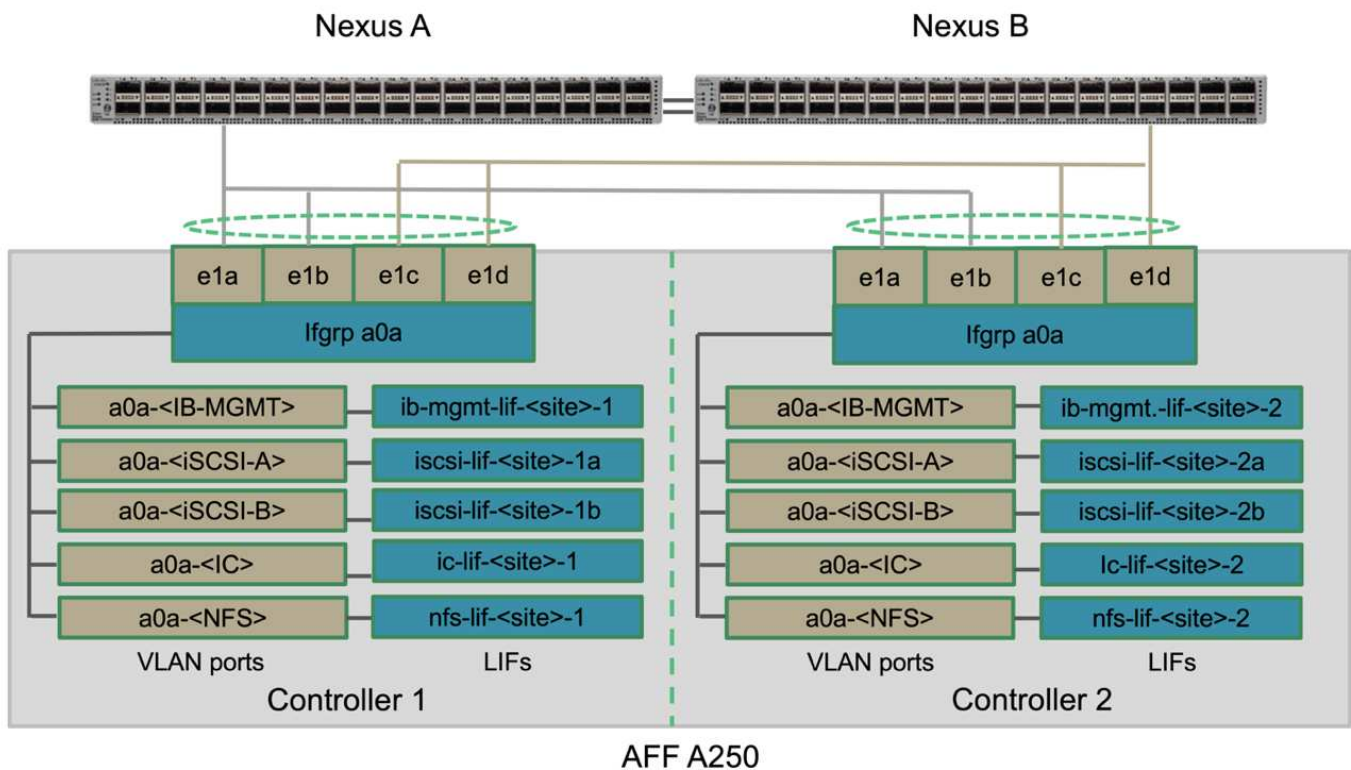 Nexus A
Nexus B
e1a e1b e1c e1d
Ifgrp a0a
a0a-<IB-MGMT> ib-mgmt-lif-<site>-1
a0a-<iSCSI-A> iscsi-lif-<site>-1a
a0a-<iSCSI-B> iscsi-lif-<site>-1b
a0a-<IC> ic-lif-<site>-1
a0a-<NFS> nfs-lif-<site>-1
VLAN ports LIFs
Controller 1
e1a e1b e1c e1d
Ifgrp a0a
a0a-<IB-MGMT> ib-mgmt.-lif-<site>-2
a0a-<iSCSI-A> iscsi-lif-<site>-2a
a0a-<iSCSI-B> iscsi-lif-<site>-2b
a0a-<IC> Ic-lif-<site>-2
a0a-<NFS> nfs-lif-<site>-2
VLAN ports LIFs
Controller 2
AFF A250